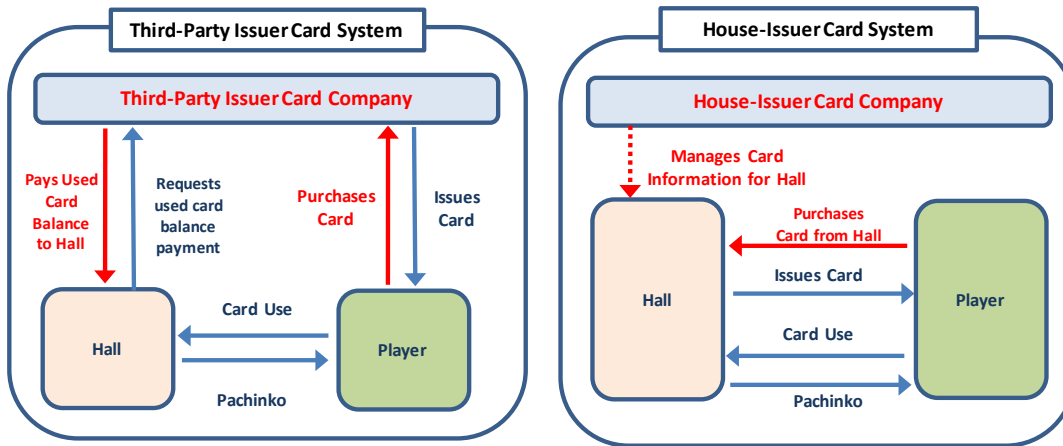 Third-Party Issuer Card System
Third-Party Issuer Card Company
Pays Used
Card
Balance
to Hall
Requests
used card
balance
payment
Purchases
Card
Issues
Card
Hall
Card Use
Player
Pachinko
House-Issuer Card System
House-Issuer Card Company
Manages Card
Information for Hall
Purchases
Card from Hall
Issues Card
Hall
Player
Card Use
Pachinko